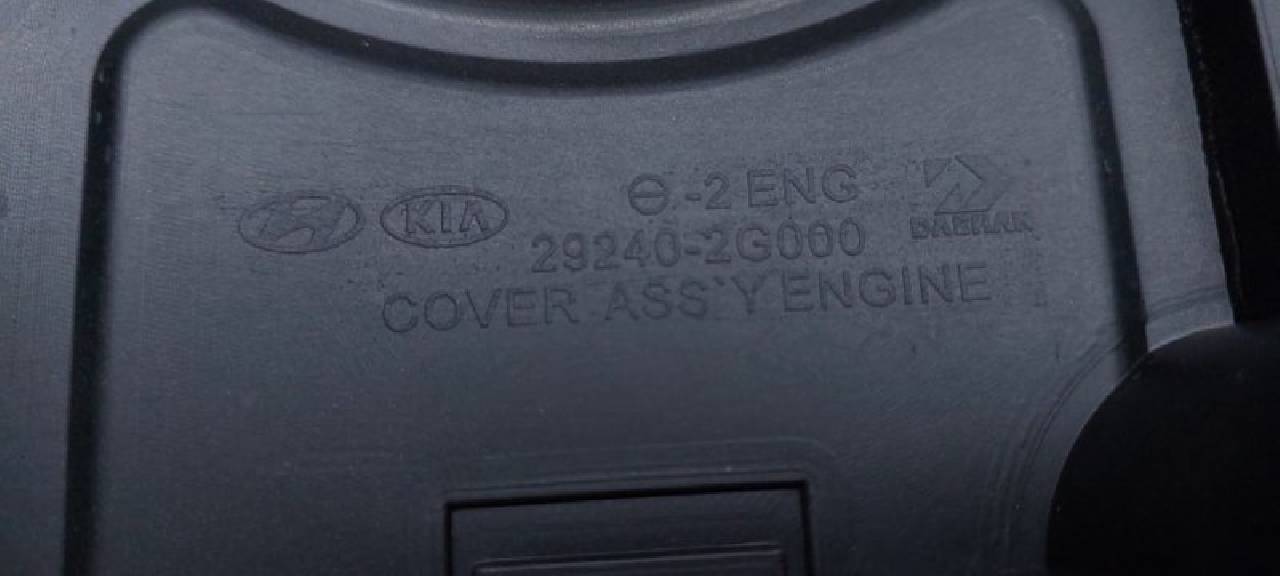 KIA
Θ-2 ENG
DAEHAN
29240-2G000
COVER ASS`Y ENGINE